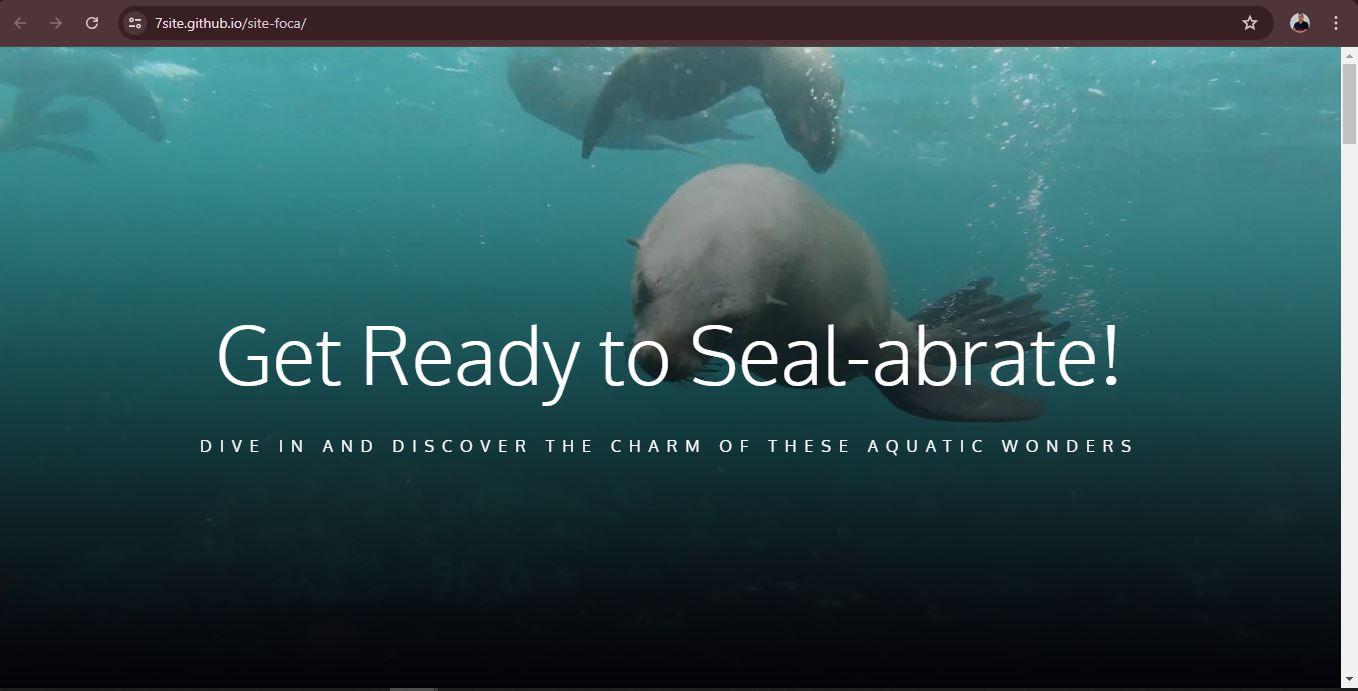 7site.github.io/site-foca/
Get Ready to Seal-abrate!
DIVE IN AND DISCOVER THE CHARM OF THESE AQUATIC WONDERS